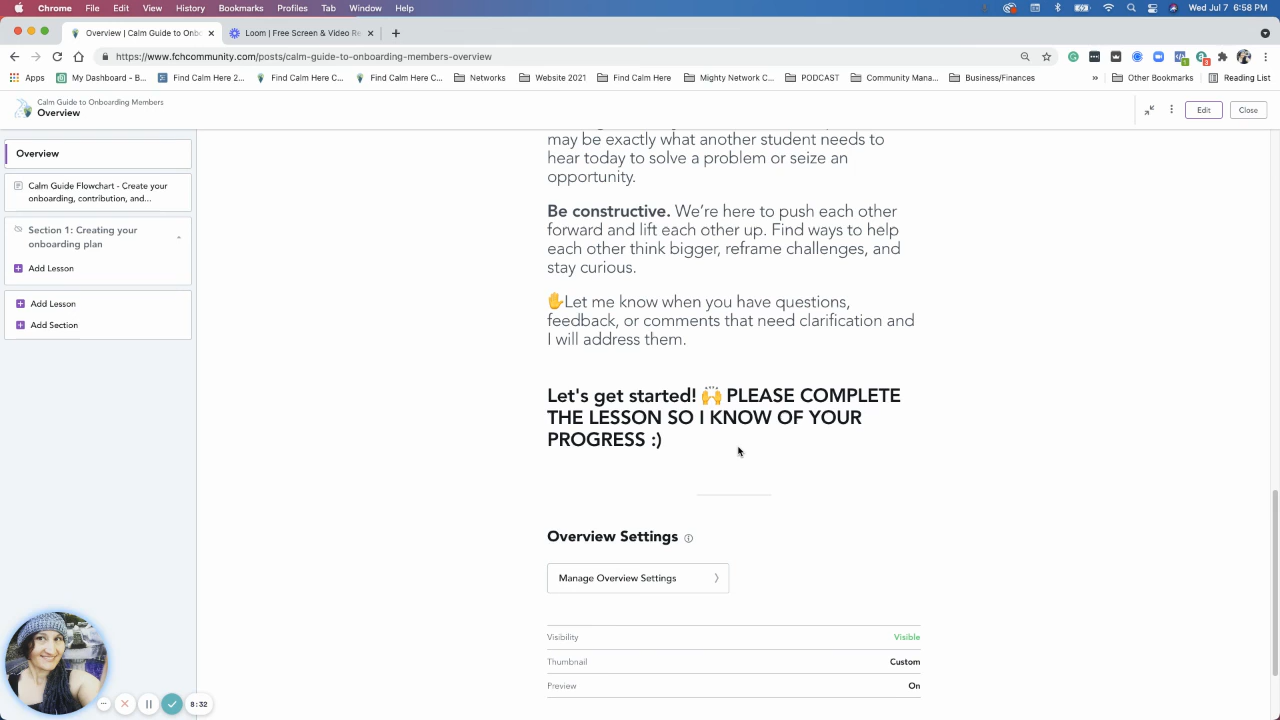 Chrome File Edit View History Bookmarks Profiles Tab Window Help
Wed Jul 7 6:58 PM
Overview | Calm Guide to Onbo
Loom | Free Screen & Video Re
https://www.fchcommunity.com/posts/calm-guide-to-onboarding-members-overview
Apps
My Dashboard - B...
Find Calm Here 2...
Find Calm Here C...
Find Calm Here C...
Networks
Website 2021
Find Calm Here
Mighty Network C...
PODCAST
Community Mana...
Business/Finances
»
Other Bookmarks
Reading List
Calm Guide to Onboarding Members
Overview
Edit
Close
Overview
Calm Guide Flowchart - Create your
onboarding, contribution, and...
Section 1: Creating your
onboarding plan
Add Lesson
Add Lesson
Add Section
may be exactly what another student needs to
hear today to solve a problem or seize an
opportunity.
Be constructive. We're here to push each other
forward and lift each other up. Find ways to help
each other think bigger, reframe challenges, and
stay curious.
✋Let me know when you have questions,
feedback, or comments that need clarification and
I will address them.
Let's get started! 🙌 PLEASE COMPLETE
THE LESSON SO I KNOW OF YOUR
PROGRESS :)
Overview Settings
Manage Overview Settings
Visibility Visible
Thumbnail Custom
Preview On
8:32